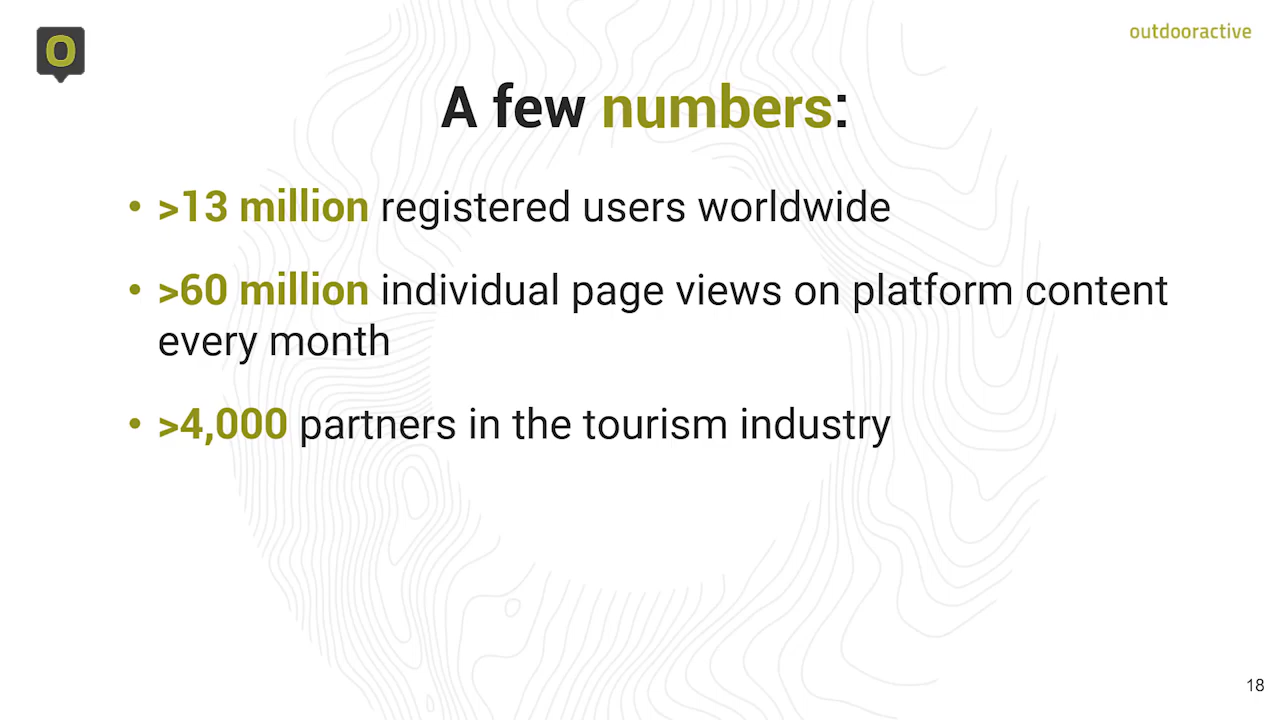 O
outdooractive
A few numbers:
• >13 million registered users worldwide
• >60 million individual page views on platform content
every month
• >4,000 partners in the tourism industry
18